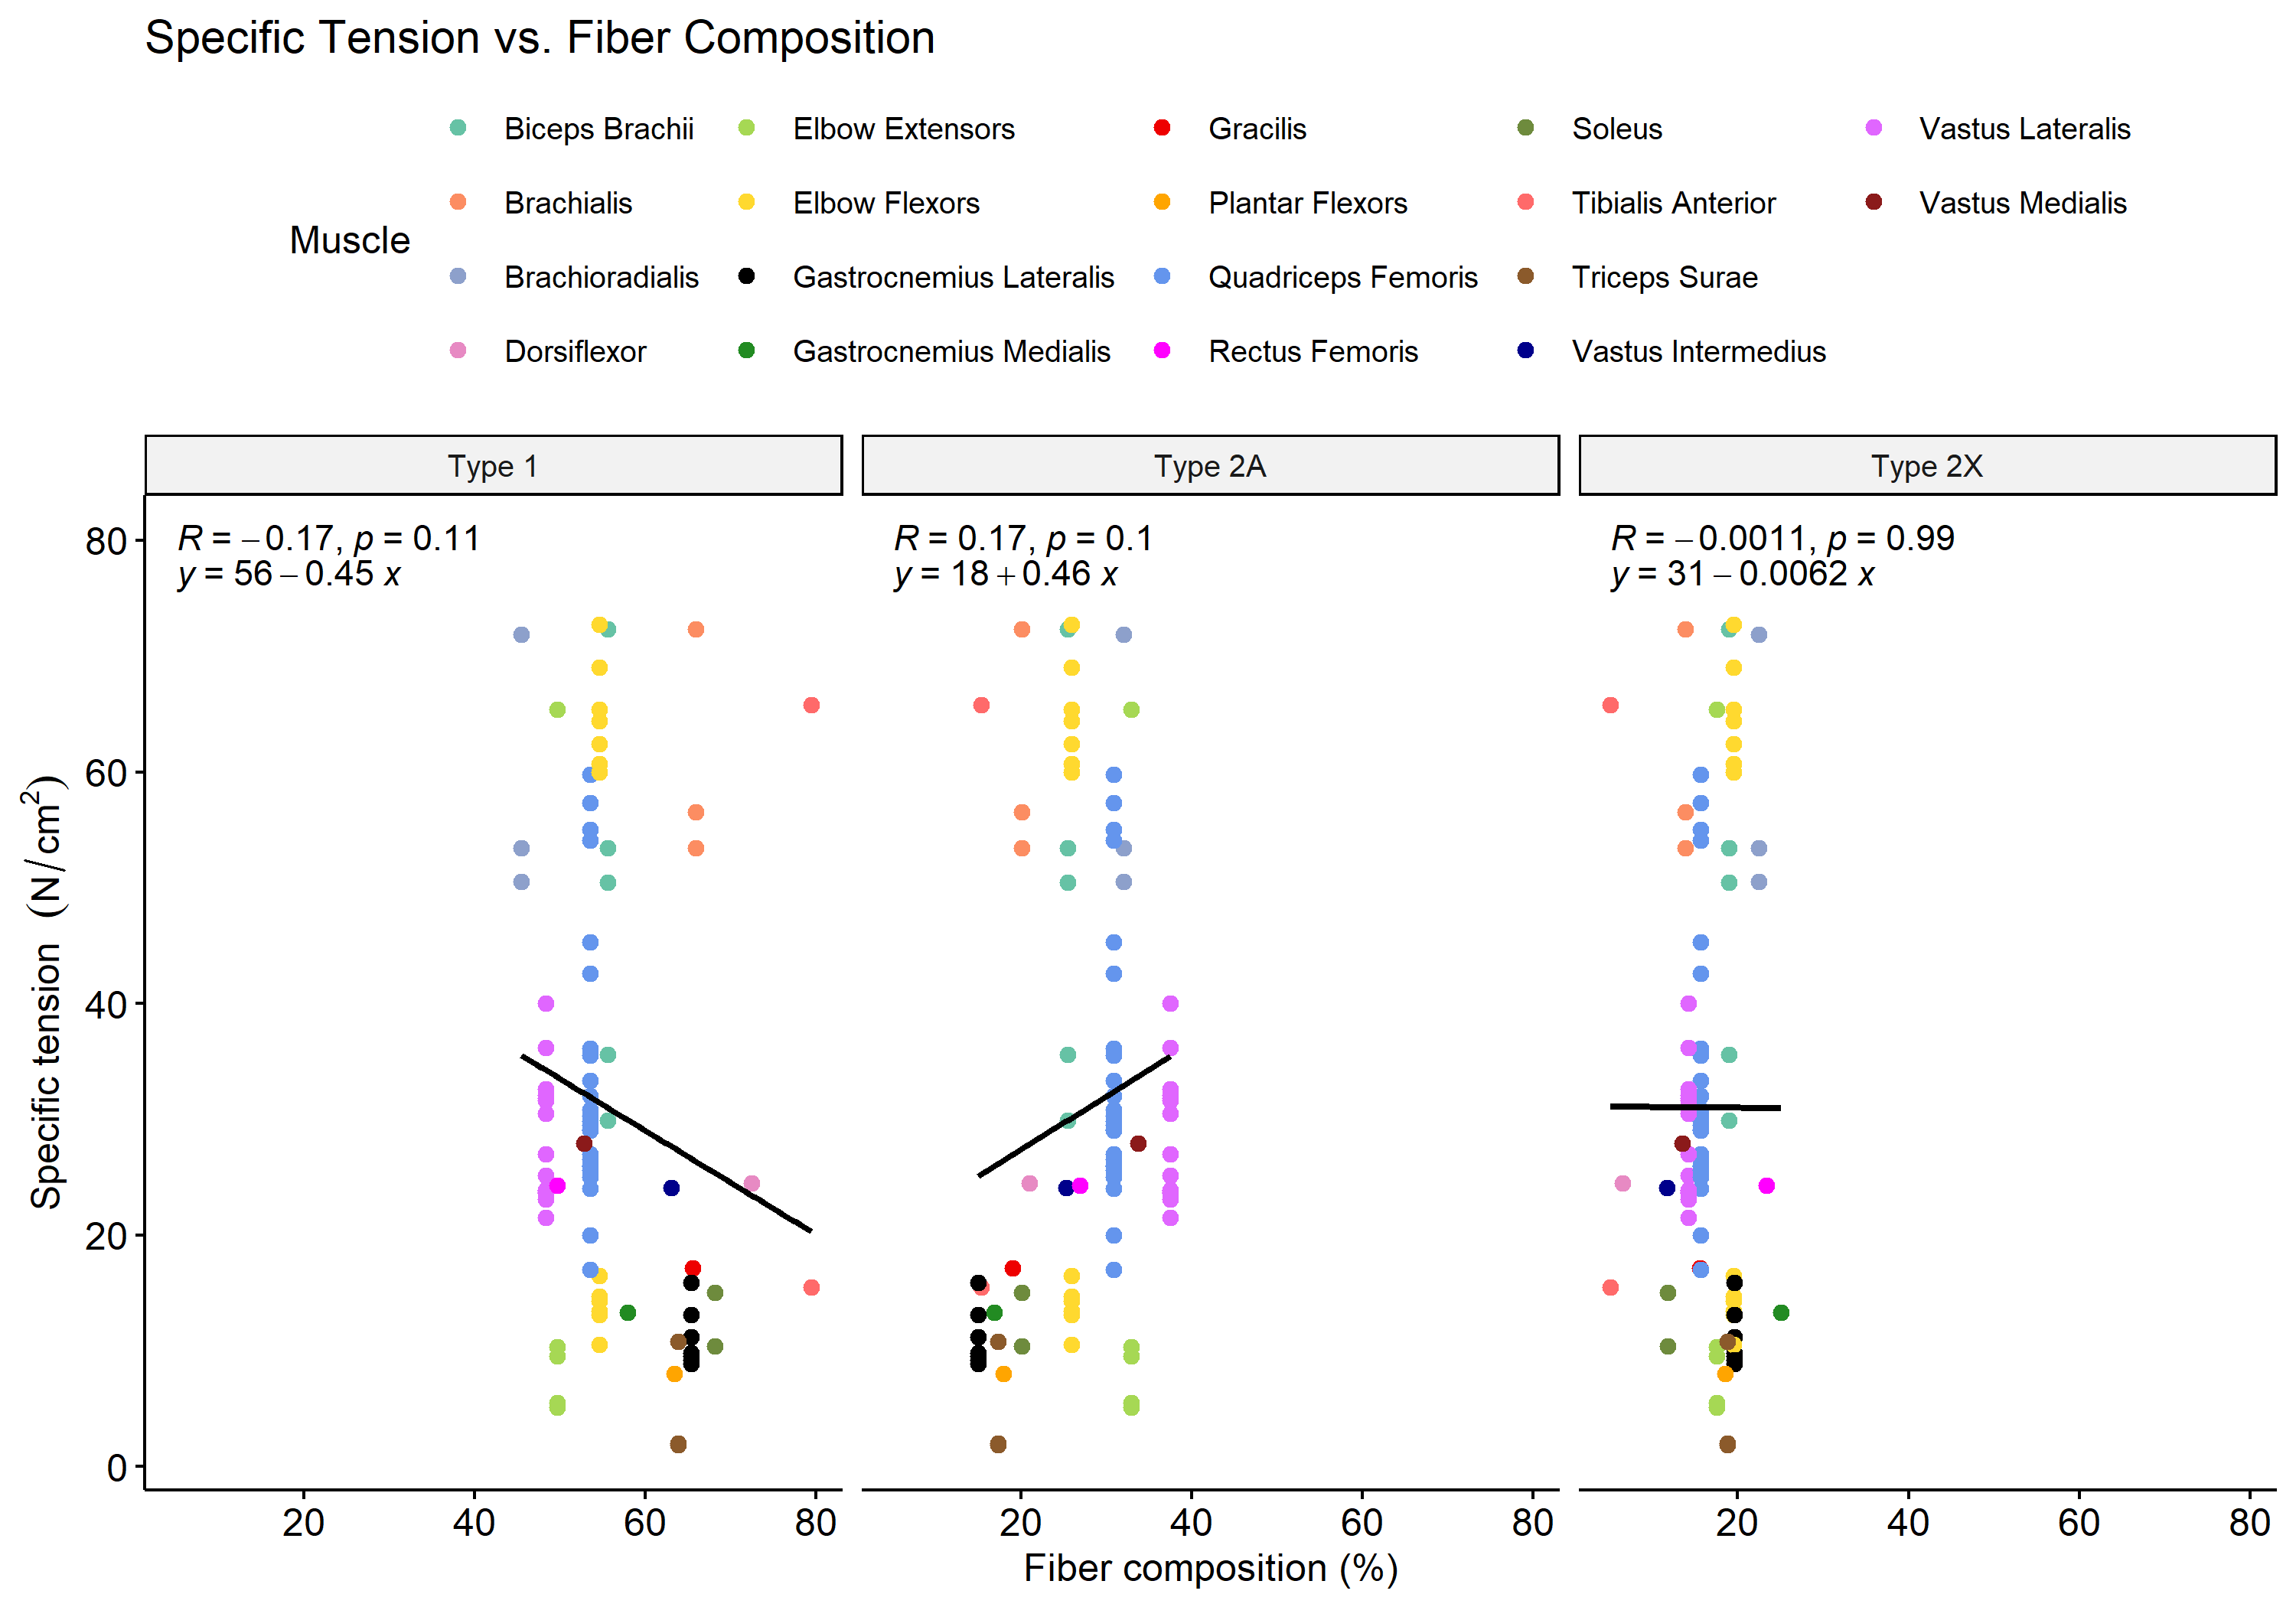 Specific Tension vs. Fiber Composition
Muscle
Biceps Brachii
Brachialis
Brachioradialis
Dorsiflexor
Elbow Extensors
Elbow Flexors
Gastrocnemius Lateralis
Gastrocnemius Medialis
Gracilis
Plantar Flexors
Quadriceps Femoris
Rectus Femoris
Soleus
Tibialis Anterior
Triceps Surae
Vastus Intermedius
Vastus Lateralis
Vastus Medialis
Type 1
Type 2A
Type 2X
R = −0.17, p = 0.11
y = 56 − 0.45 x
R = 0.17, p = 0.1
y = 18 + 0.46 x
R = −0.0011, p = 0.99
y = 31 − 0.0062 x
Specific tension (N/cm²)
80
60
40
20
0
20 40 60 80
20 40 60 80
20 40 60 80
Fiber composition (%)